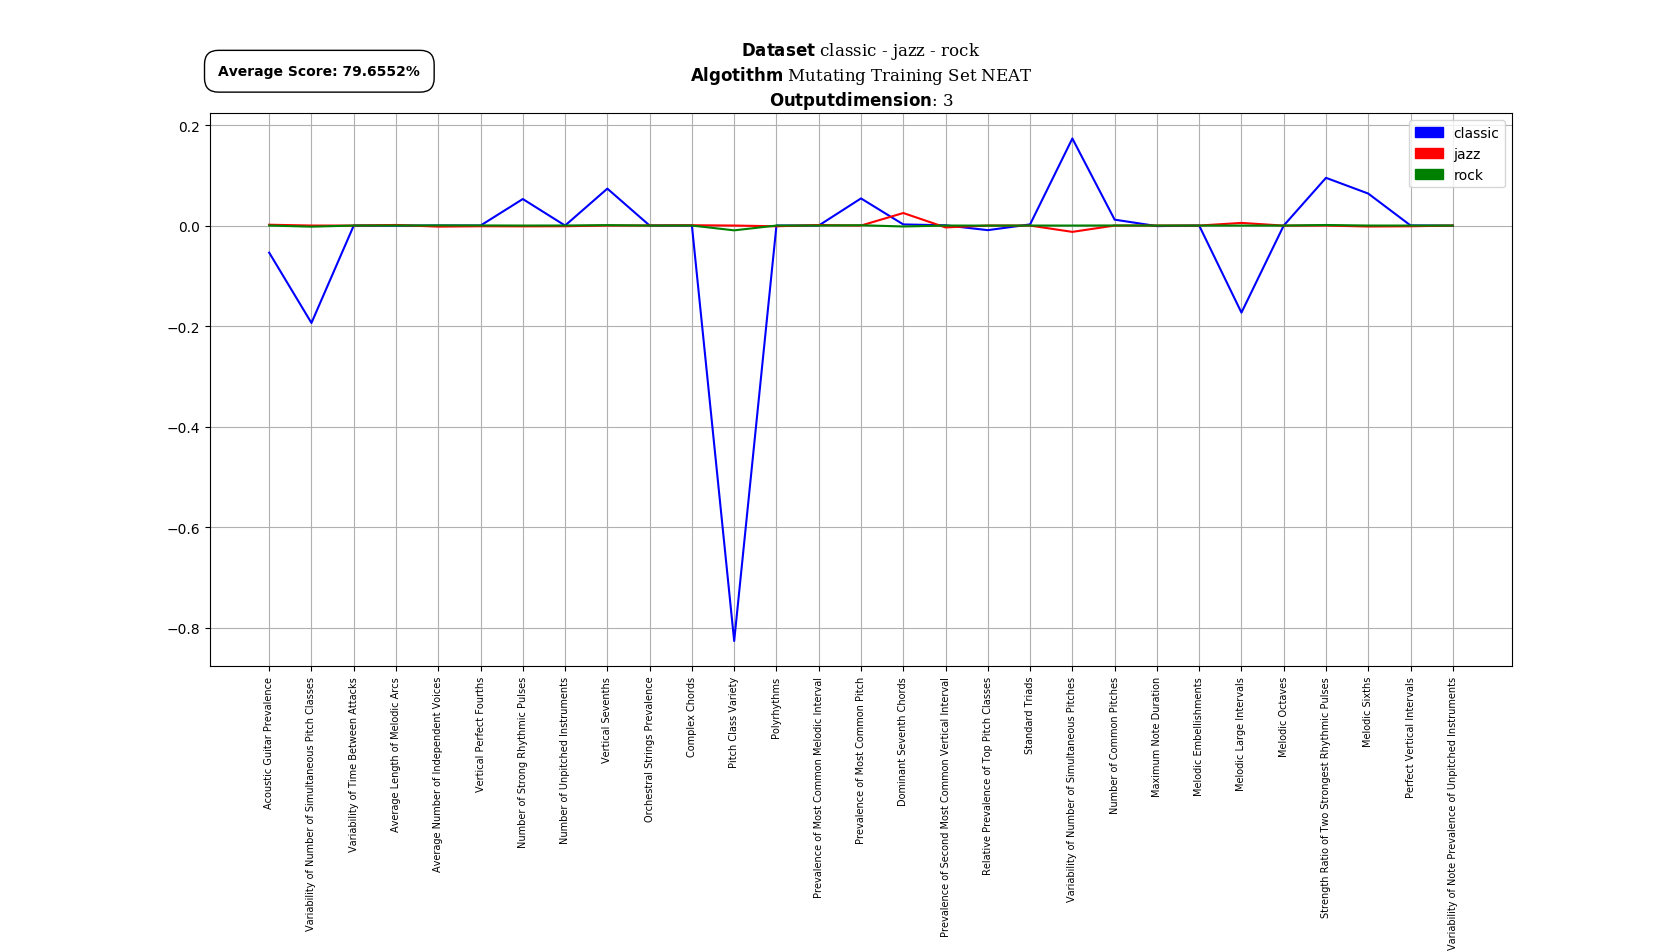 Dataset classic - jazz - rock
Average Score: 79.6552%
Algotithm Mutating Training Set NEAT
Outputdimension: 3
0.2
0.0
−0.2
−0.4
−0.6
−0.8
classic
jazz
rock
Acoustic Guitar Prevalence
Variability of Number of Simultaneous Pitch Classes
Variability of Time Between Attacks
Average Length of Melodic Arcs
Average Number of Independent Voices
Vertical Perfect Fourths
Number of Strong Rhythmic Pulses
Number of Unpitched Instruments
Vertical Sevenths
Orchestral Strings Prevalence
Complex Chords
Pitch Class Variety
Polyrhythms
Prevalence of Most Common Melodic Interval
Prevalence of Most Common Pitch
Dominant Seventh Chords
Prevalence of Second Most Common Vertical Interval
Relative Prevalence of Top Pitch Classes
Standard Triads
Variability of Number of Simultaneous Pitches
Number of Common Pitches
Maximum Note Duration
Melodic Embellishments
Melodic Large Intervals
Melodic Octaves
Strength Ratio of Two Strongest Rhythmic Pulses
Melodic Sixths
Perfect Vertical Intervals
Variability of Note Prevalence of Unpitched Instruments